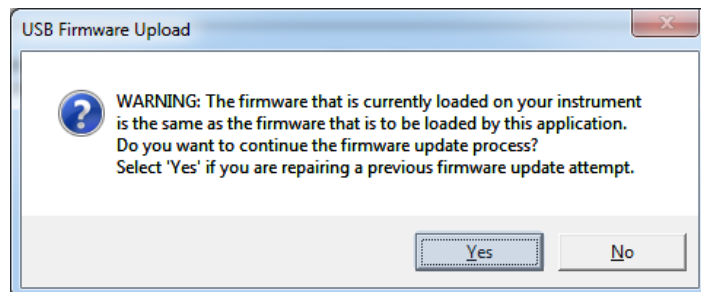 USB Firmware Upload
WARNING: The firmware that is currently loaded on your instrument
is the same as the firmware that is to be loaded by this application.
Do you want to continue the firmware update process?
Select 'Yes' if you are repairing a previous firmware update attempt.
Yes
No